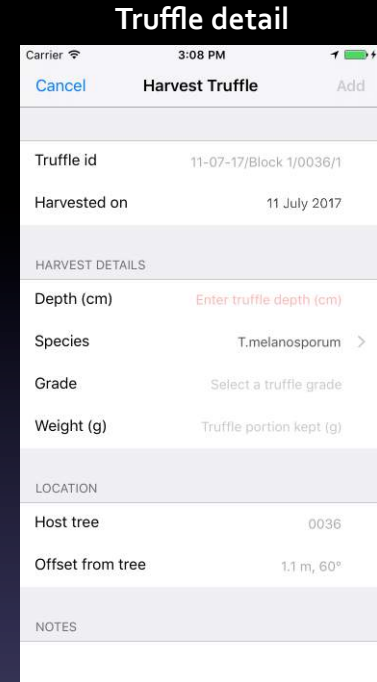 Truffle detail
Carrier 3:08 PM
Cancel Harvest Truffle Add
Truffle id 11-07-17/Block 1/0036/1
Harvested on 11 July 2017
HARVEST DETAILS
Depth (cm) Enter truffle depth (cm)
Species T.melanosporum
Grade Select a truffle grade
Weight (g) Truffle portion kept (g)
LOCATION
Host tree 0036
Offset from tree 1.1 m, 60°
NOTES